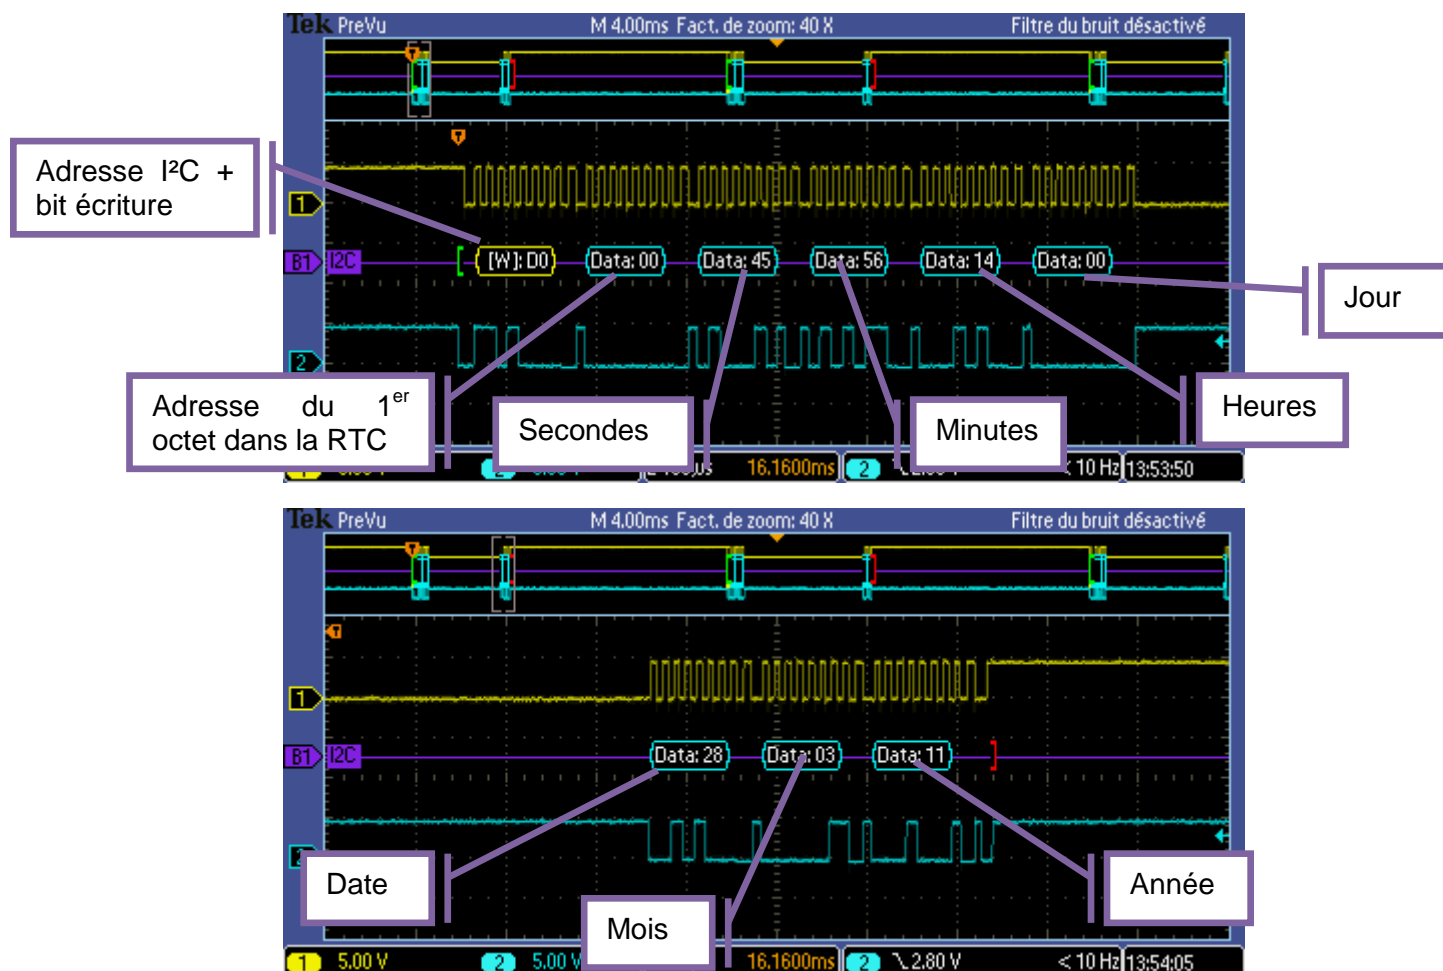 Tek PreVu M 4.00ms Fact. de zoom: 40 X Filtre du bruit désactivé
T
T
Adresse I²C +
bit écriture
1
B1 I2C [W]: D0 Data: 00 Data: 45 Data: 56 Data: 14 Data: 00
Jour
2
Adresse du 1er
octet dans la RTC
Secondes
Minutes
Heures
1 2 16.1600ms 2 < 10 Hz 13:53:50
Tek PreVu M 4.00ms Fact. de zoom: 40 X Filtre du bruit désactivé
T
T
1
B1 I2C Data: 28 Data: 03 Data: 11
Date
Mois
Année
1 5.00 V 2 5.00 V 16.1600ms 2 2.80 V < 10 Hz 13:54:05